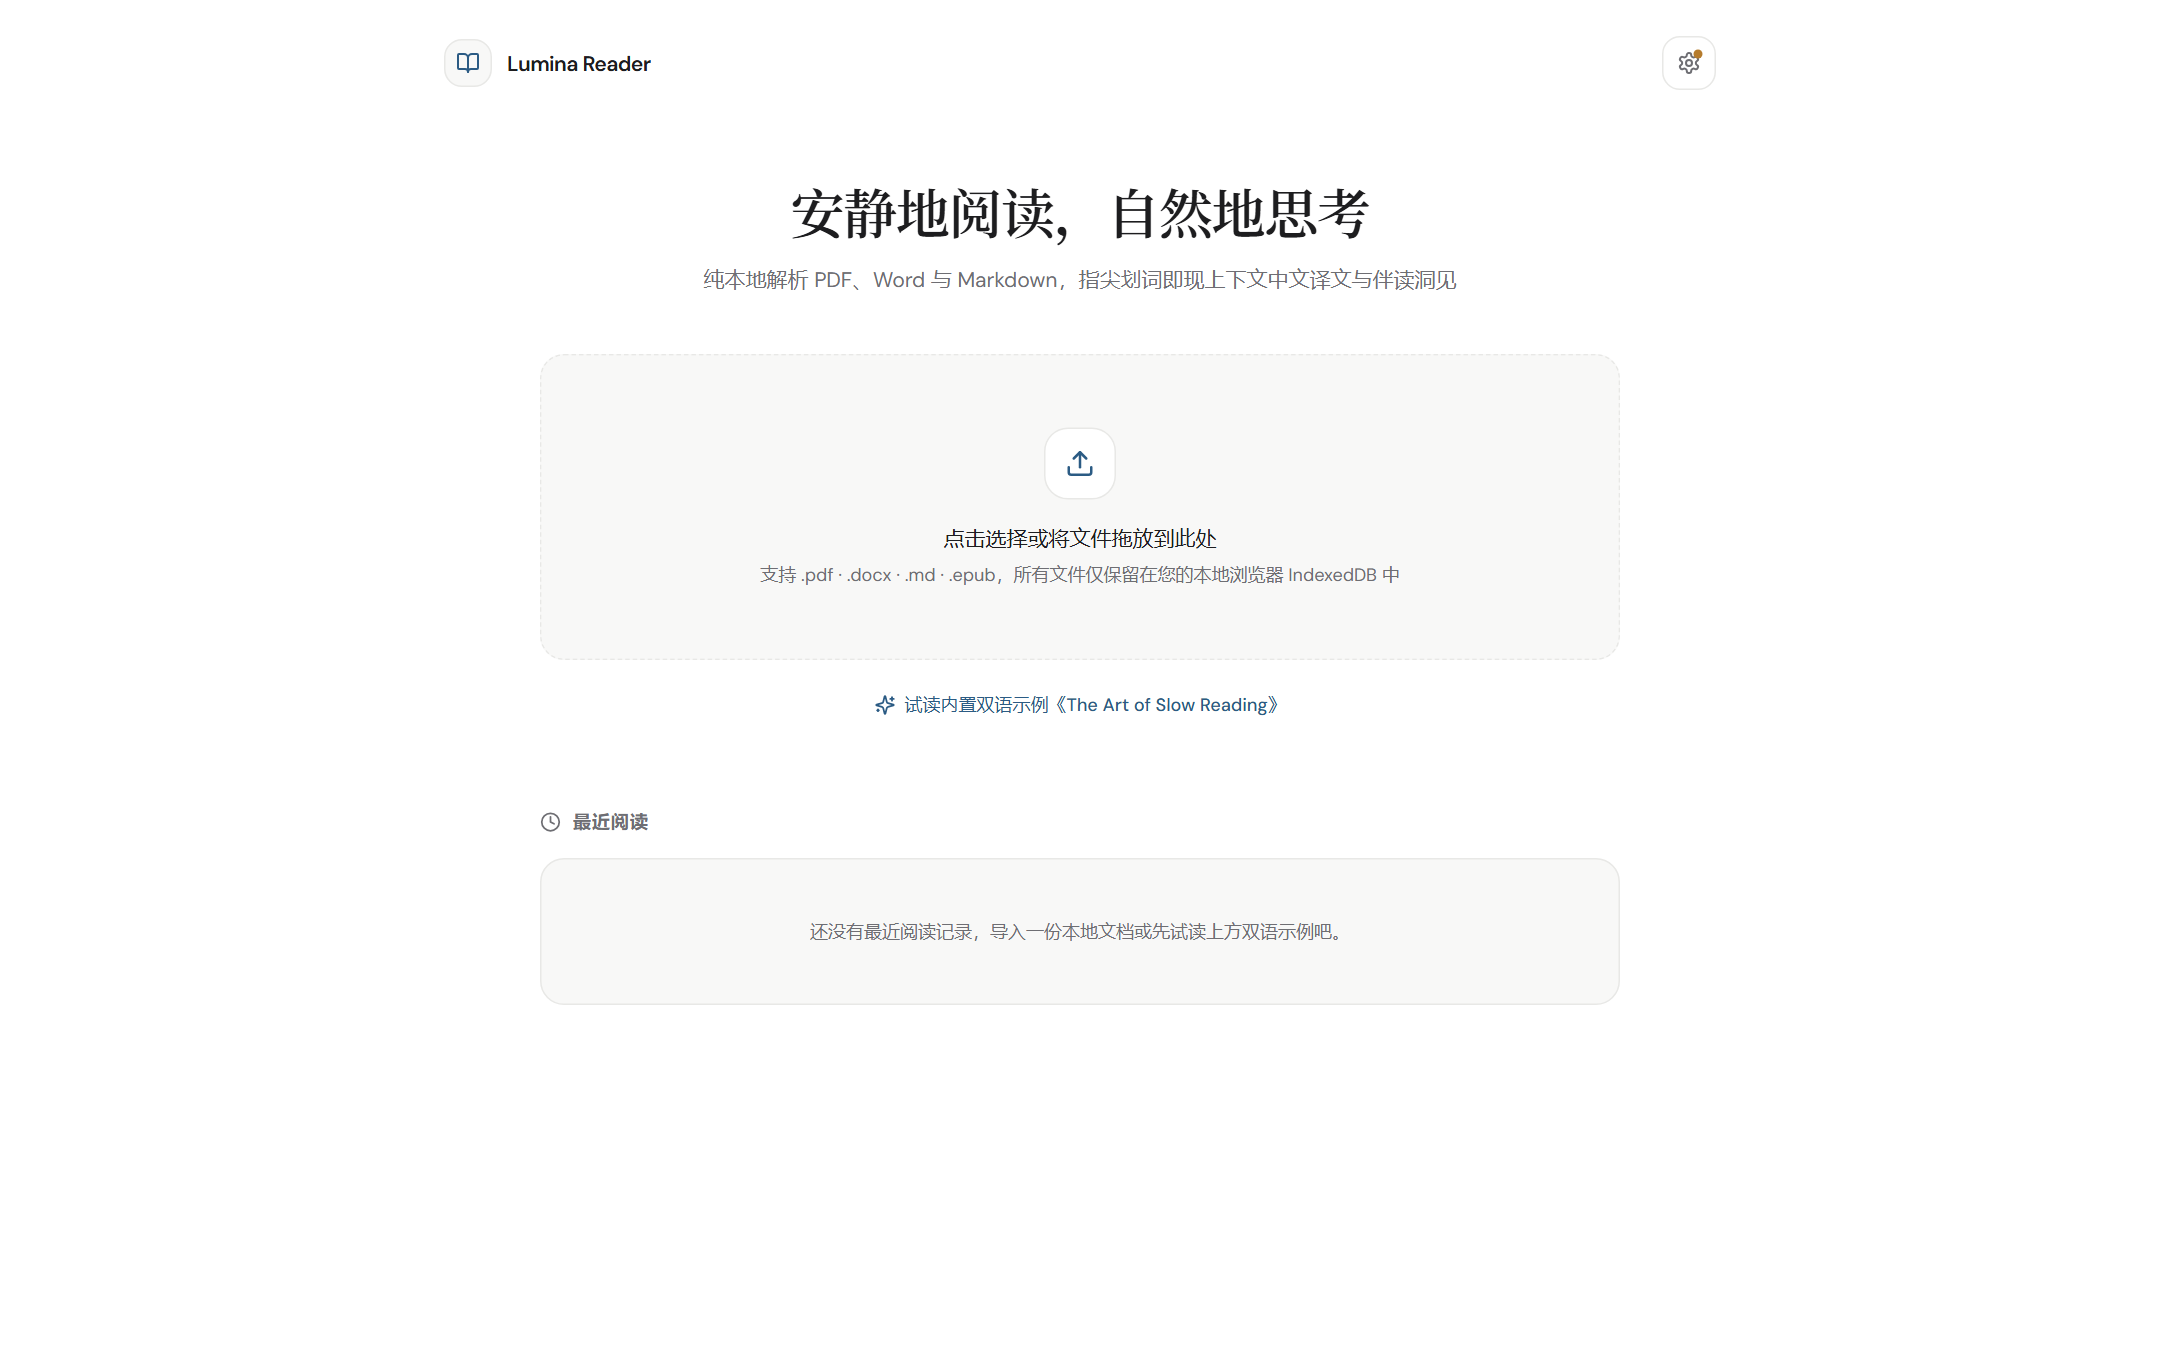 Lumina Reader
安静地阅读，自然地思考
纯本地解析 PDF、Word 与 Markdown，指尖划词即现上下文中文译文与伴读洞见
点击选择或将文件拖放到此处
支持 .pdf · .docx · .md · .epub，所有文件仅保留在您的本地浏览器 IndexedDB 中
试读内置双语示例《The Art of Slow Reading》
最近阅读
还没有最近阅读记录，导入一份本地文档或先试读上方双语示例吧。